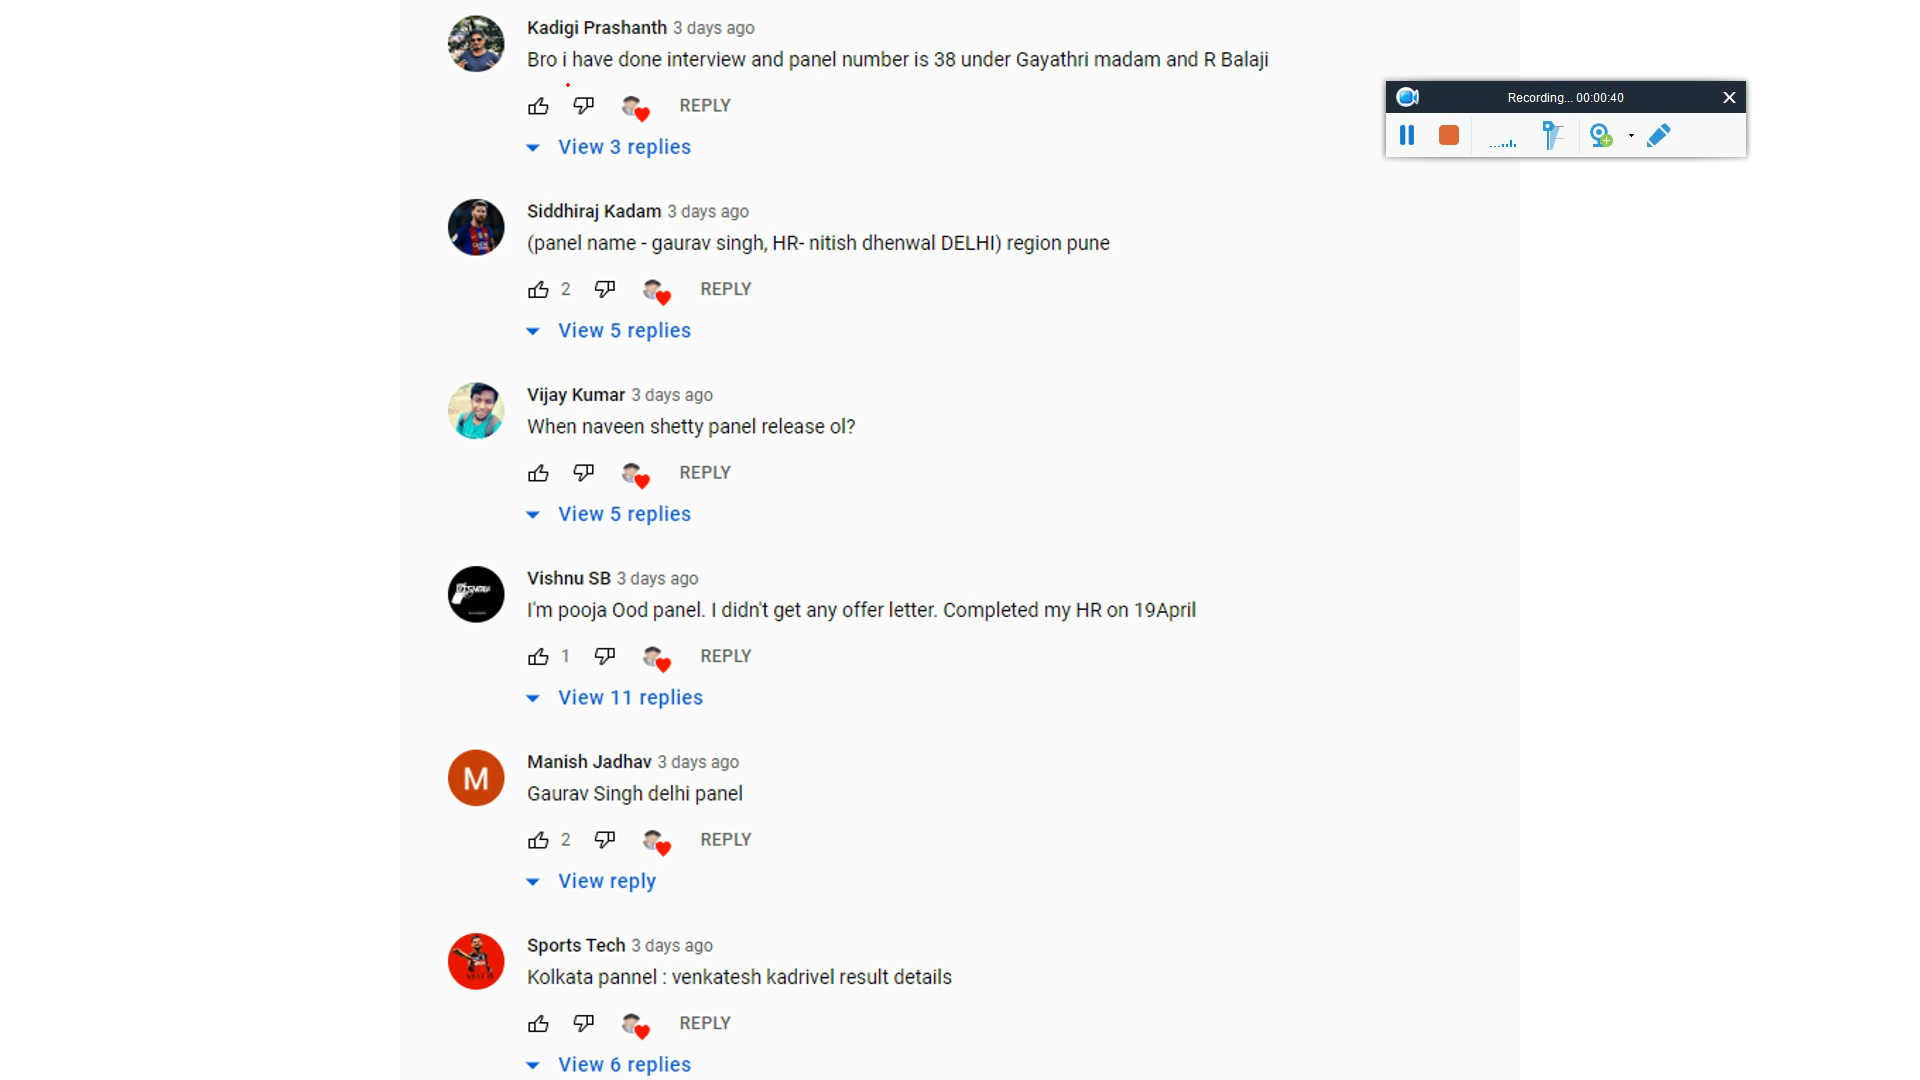 Kadigi Prashanth 3 days ago
Bro i have done interview and panel number is 38 under Gayathri madam and R Balaji
REPLY
View 3 replies
Recording... 00:00:40
Siddhiraj Kadam 3 days ago
(panel name - gaurav singh, HR- nitish dhenwal DELHI) region pune
2 REPLY
View 5 replies
Vijay Kumar 3 days ago
When naveen shetty panel release ol?
REPLY
View 5 replies
Vishnu SB 3 days ago
I'm pooja Ood panel. I didn't get any offer letter. Completed my HR on 19April
1 REPLY
View 11 replies
M
Manish Jadhav 3 days ago
Gaurav Singh delhi panel
2 REPLY
View reply
Sports Tech 3 days ago
Kolkata pannel : venkatesh kadrivel result details
REPLY
View 6 replies